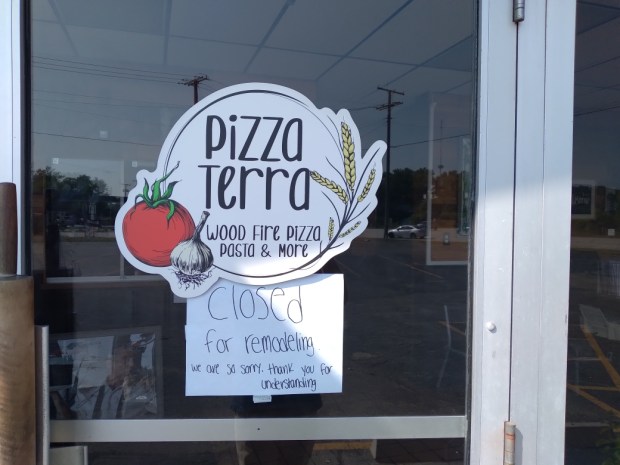 Pizza
Terra
WOOD FIRE PIZZA
PASTA & MORE
Closed
for remodeling
we are so sorry. thank you for
understanding